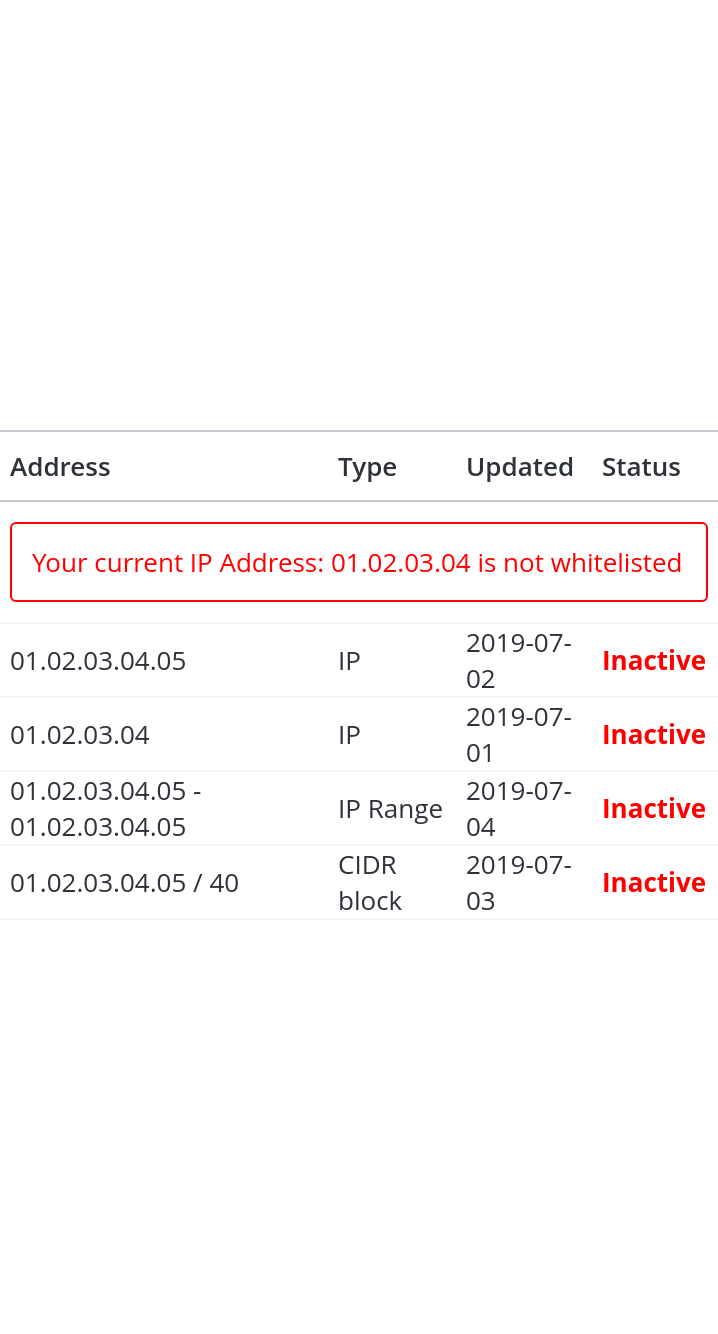 Address Type Updated Status
Your current IP Address: 01.02.03.04 is not whitelisted
01.02.03.04.05 IP 2019-07-
02 Inactive
01.02.03.04 IP 2019-07-
01 Inactive
01.02.03.04.05 -
01.02.03.04.05 IP Range 2019-07-
04 Inactive
01.02.03.04.05 / 40 CIDR
block 2019-07-
03 Inactive